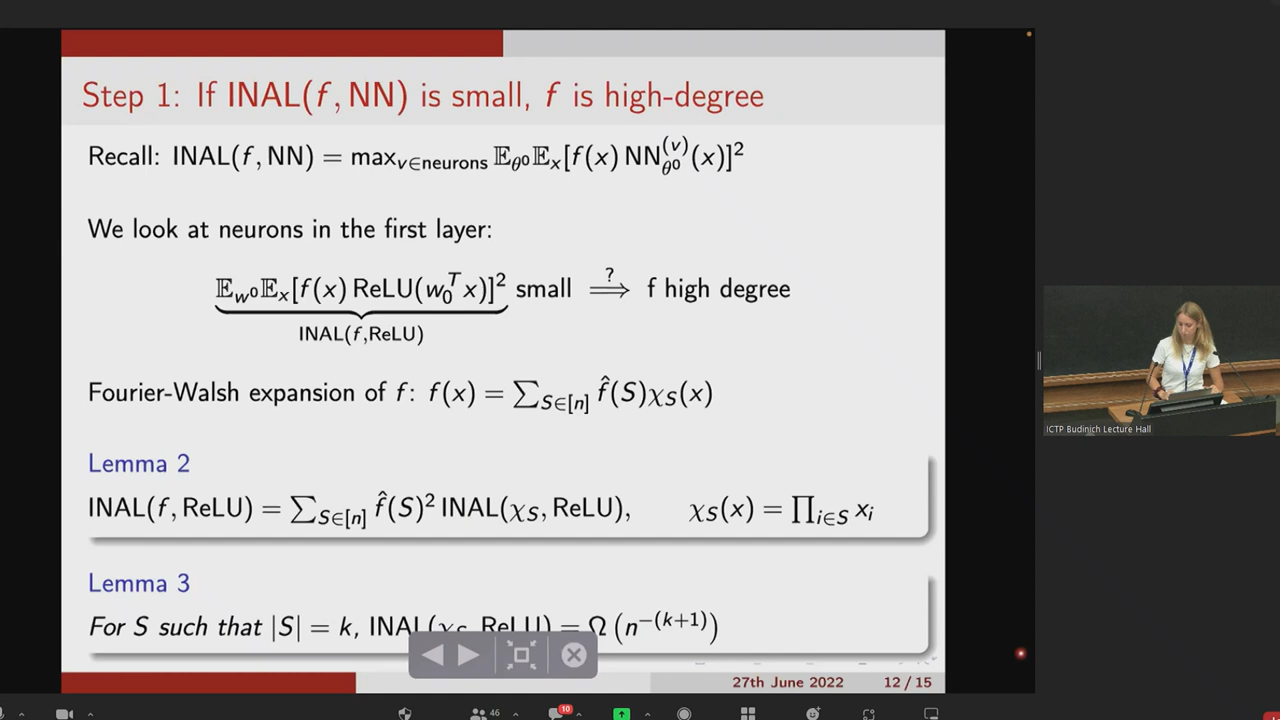 Step 1: If INAL(f, NN) is small, f is high-degree
Recall: INAL(f, NN) = max_{v∈neurons} 𝔼_{θ⁰}𝔼_x[f(x) NN_{θ⁰}^{(v)}(x)]²
We look at neurons in the first layer:
𝔼_{w⁰}𝔼_x[f(x) ReLU(w_0^T x)]² small ⟹^? f high degree
INAL(f,ReLU)
Fourier-Walsh expansion of f: f(x) = ∑_{S∈[n]} f̂(S)χ_S(x)
Lemma 2
INAL(f, ReLU) = ∑_{S∈[n]} f̂(S)² INAL(χ_S, ReLU), χ_S(x) = ∏_{i∈S} x_i
Lemma 3
For S such that |S| = k, INAL(χ_S, ReLU) = Ω(n^{-(k+1)})
27th June 2022 12 / 15
ICTP Budinich Lecture Hall
46
10